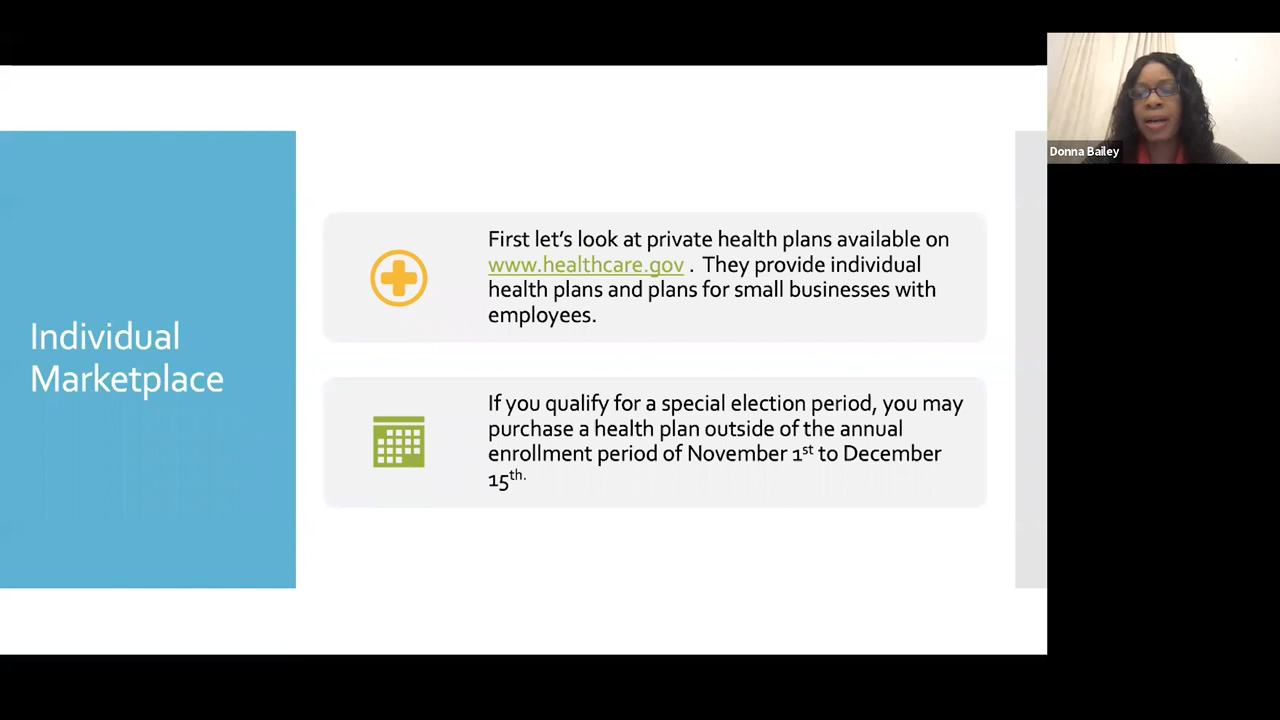 Individual
Marketplace
First let's look at private health plans available on
www.healthcare.gov . They provide individual
health plans and plans for small businesses with
employees.
If you qualify for a special election period, you may
purchase a health plan outside of the annual
enrollment period of November 1st to December
15th.
Donna Bailey